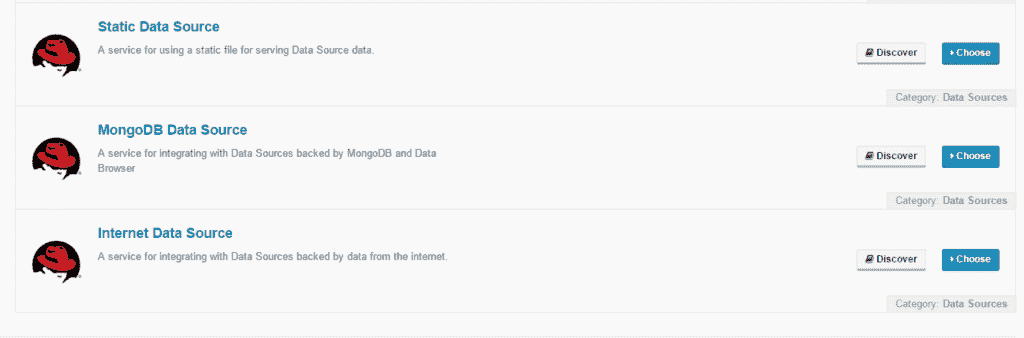 Static Data Source
A service for using a static file for serving Data Source data.
Discover
Choose
Category: Data Sources
MongoDB Data Source
A service for integrating with Data Sources backed by MongoDB and Data
Browser
Discover
Choose
Category: Data Sources
Internet Data Source
A service for integrating with Data Sources backed by data from the internet.
Discover
Choose
Category: Data Sources